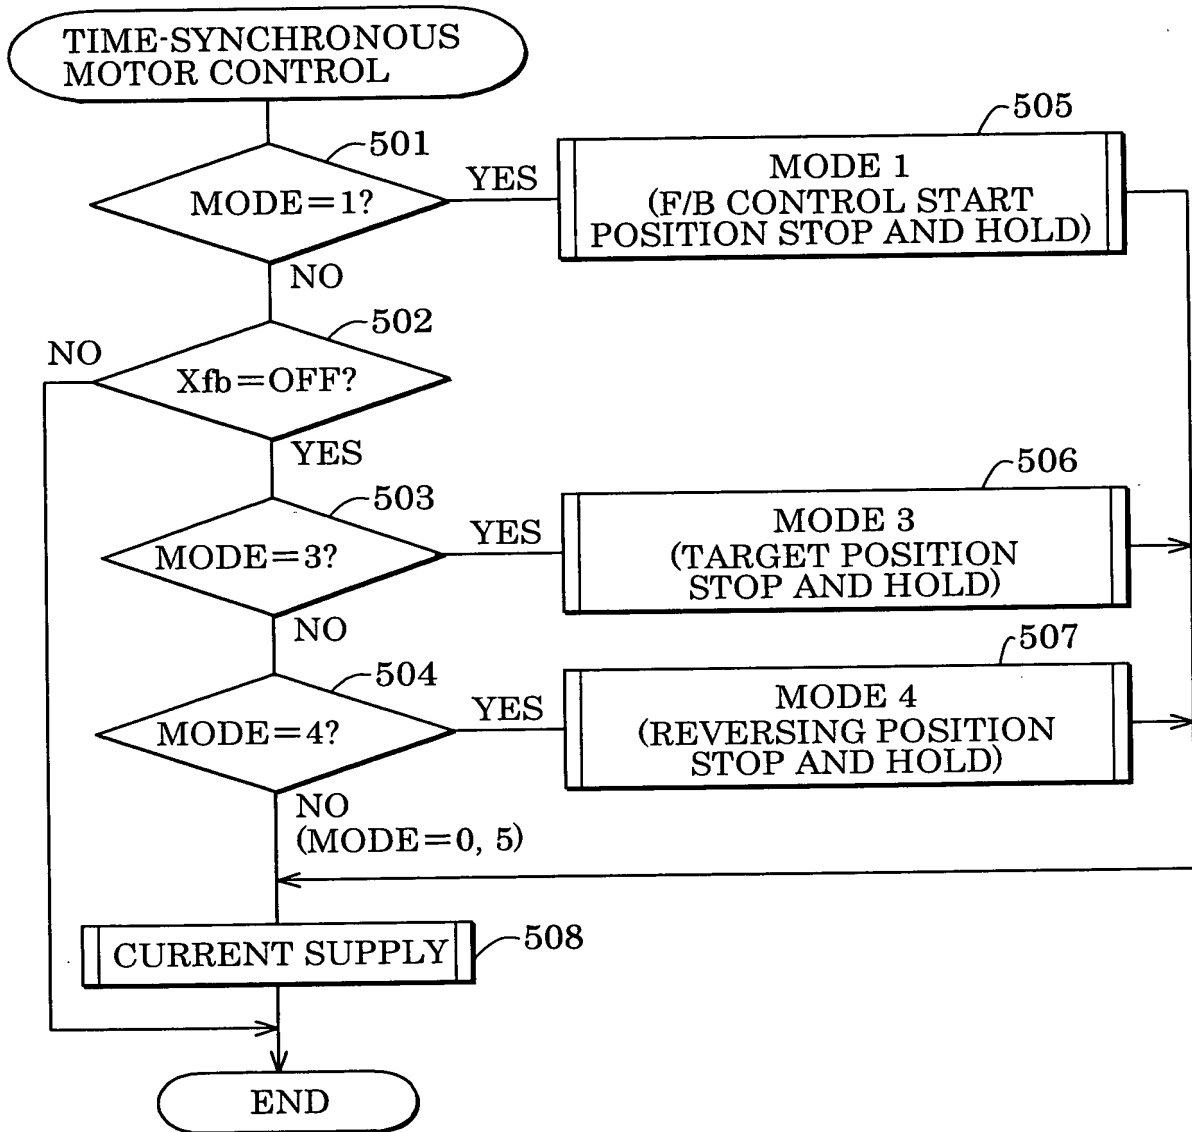 TIME-SYNCHRONOUS
MOTOR CONTROL
501
MODE=1?
YES
505
MODE 1
(F/B CONTROL START
POSITION STOP AND HOLD)
NO
502
NO
Xfb=OFF?
YES
503
MODE=3?
YES
506
MODE 3
(TARGET POSITION
STOP AND HOLD)
NO
504
MODE=4?
YES
507
MODE 4
(REVERSING POSITION
STOP AND HOLD)
NO
(MODE=0, 5)
CURRENT SUPPLY
508
END